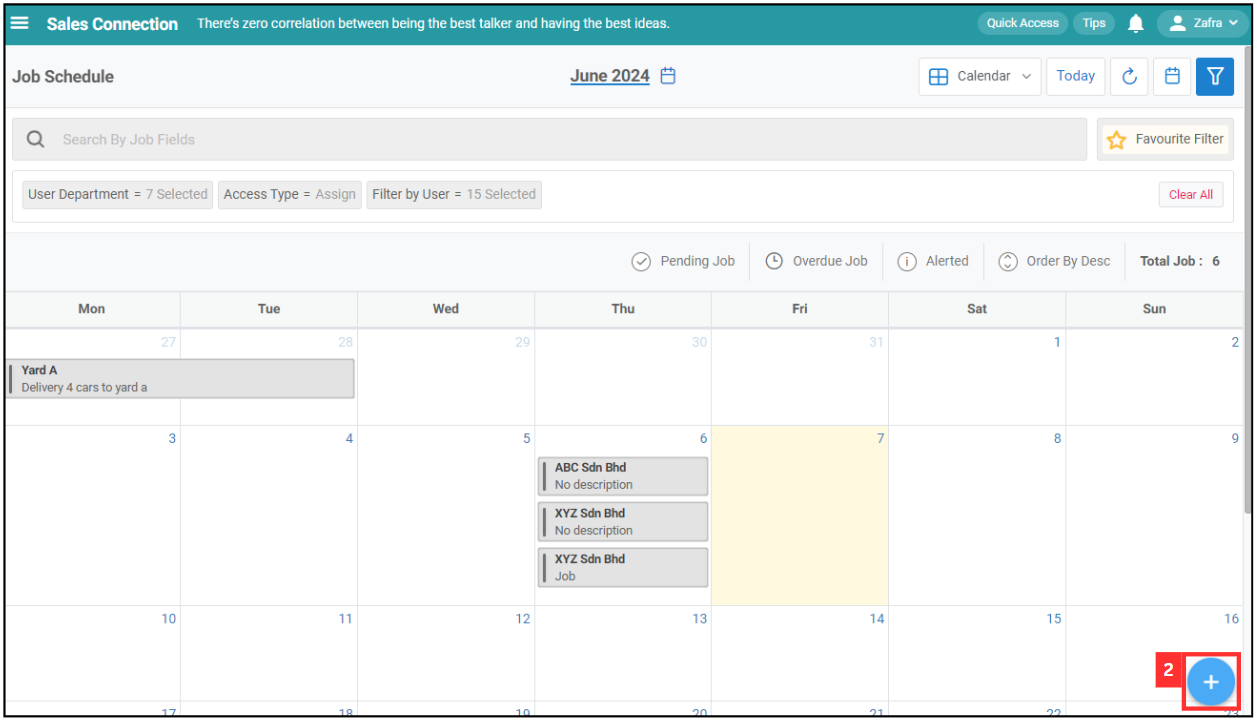 Sales Connection There's zero correlation between being the best talker and having the best ideas. Quick Access Tips Zafra
Job Schedule June 2024 Calendar Today
Search By Job Fields Favourite Filter
User Department = 7 Selected Access Type = Assign Filter by User = 15 Selected Clear All
Pending Job Overdue Job Alerted Order By Desc Total Job : 6
Mon Tue Wed Thu Fri Sat Sun
27 28 29 30 31 1 2
Yard A
Delivery 4 cars to yard a
3 4 5 6 7 8 9
ABC Sdn Bhd
No description
XYZ Sdn Bhd
No description
XYZ Sdn Bhd
Job
10 11 12 13 14 15 16
2
17 18 19 20 21 22 23